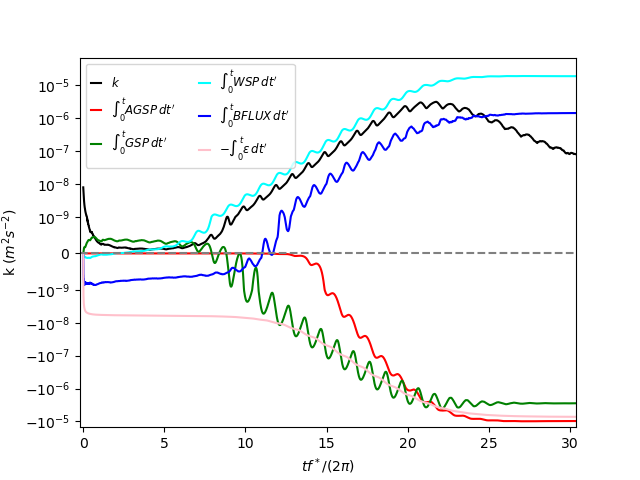 k
∫₀ᵗAGSP dt′
∫₀ᵗGSP dt′
∫₀ᵗWSP dt′
∫₀ᵗBFLUX dt′
−∫₀ᵗε dt′
k (m²s⁻²)
10⁻⁵
10⁻⁶
10⁻⁷
10⁻⁸
10⁻⁹
0
−10⁻⁹
−10⁻⁸
−10⁻⁷
−10⁻⁶
−10⁻⁵
0 5 10 15 20 25 30
tf*/(2π)